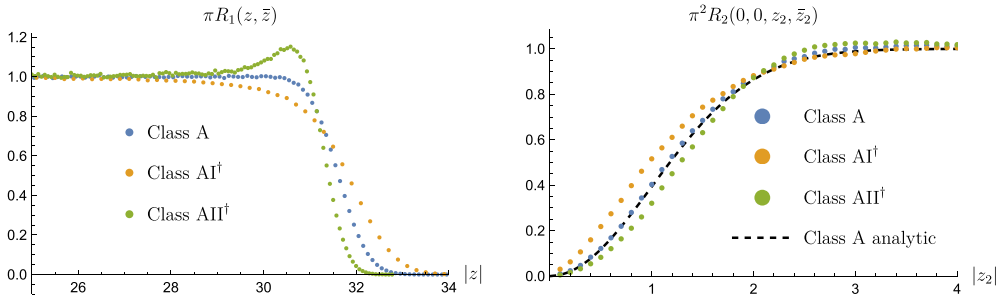 πR₁(z, z̄)
1.2
1.0
0.8
0.6
0.4
0.2
0.0
26 28 30 32 34
|z|
Class A
Class AI†
Class AII†
π²R₂(0, 0, z₂, z̄₂)
1.0
0.8
0.6
0.4
0.2
0.0
1 2 3 4
|z₂|
Class A
Class AI†
Class AII†
Class A analytic